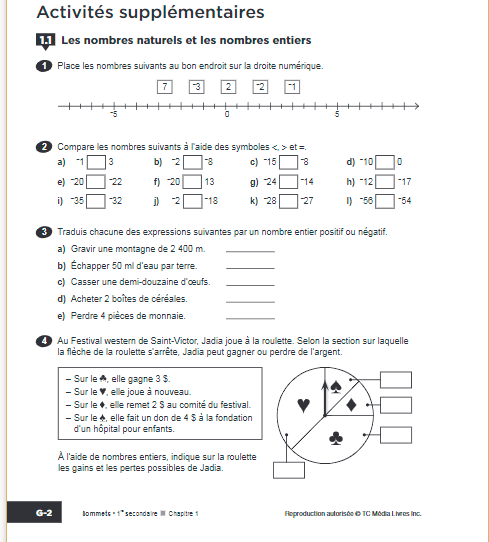 Activités supplémentaires
1.1 Les nombres naturels et les nombres entiers
1 Place les nombres suivants au bon endroit sur la droite numérique.
7 ⁻3 2 ⁻2 ⁻1
⁻5 0 5
2 Compare les nombres suivants à l'aide des symboles <, > et =.
a) ⁻1 3 b) ⁻2 ⁻8 c) ⁻15 ⁻8 d) ⁻10 0
e) ⁻20 ⁻22 f) ⁻20 13 g) ⁻24 ⁻14 h) ⁻12 ⁻17
i) ⁻35 ⁻32 j) ⁻2 ⁻18 k) ⁻28 ⁻27 l) ⁻56 ⁻54
3 Traduis chacune des expressions suivantes par un nombre entier positif ou négatif.
a) Gravir une montagne de 2 400 m.
b) Échapper 50 ml d'eau par terre.
c) Casser une demi-douzaine d'œufs.
d) Acheter 2 boîtes de céréales.
e) Perdre 4 pièces de monnaie.
4 Au Festival western de Saint-Victor, Jadia joue à la roulette. Selon la section sur laquelle
la flèche de la roulette s'arrête, Jadia peut gagner ou perdre de l'argent.
– Sur le ♠, elle gagne 3 $.
– Sur le ♥, elle joue à nouveau.
– Sur le ♦, elle remet 2 $ au comité du festival.
– Sur le ♣, elle fait un don de 4 $ à la fondation
d'un hôpital pour enfants.
À l'aide de nombres entiers, indique sur la roulette
les gains et les pertes possibles de Jadia.
G-2 Sommets • 1re secondaire ■ Chapitre 1 Reproduction autorisée © TC Média Livres Inc.